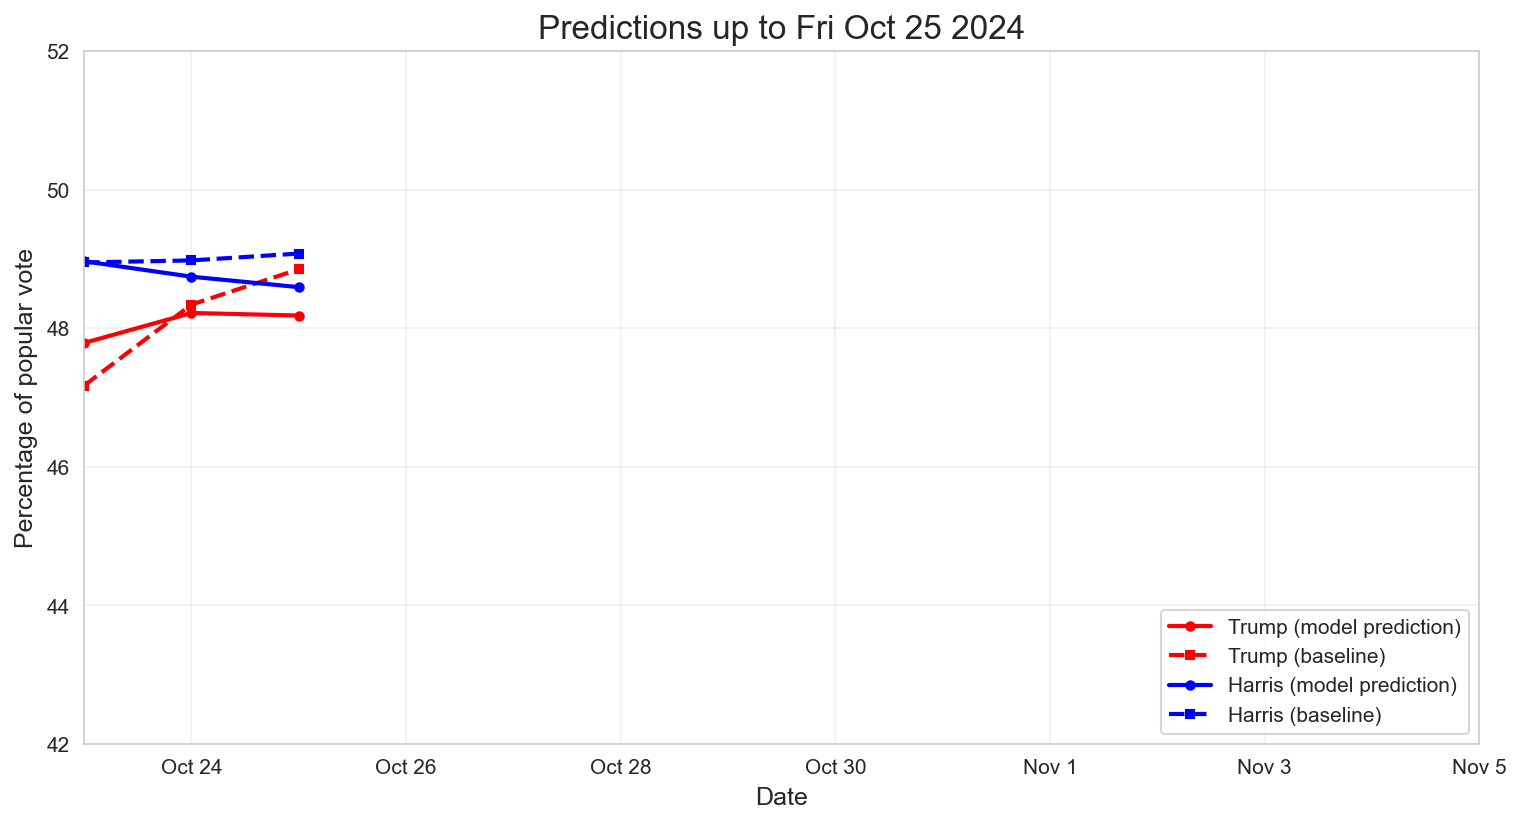 Predictions up to Fri Oct 25 2024
Percentage of popular vote
52
50
48
46
44
42
Trump (model prediction)
Trump (baseline)
Harris (model prediction)
Harris (baseline)
Oct 24 Oct 26 Oct 28 Oct 30 Nov 1 Nov 3 Nov 5
Date